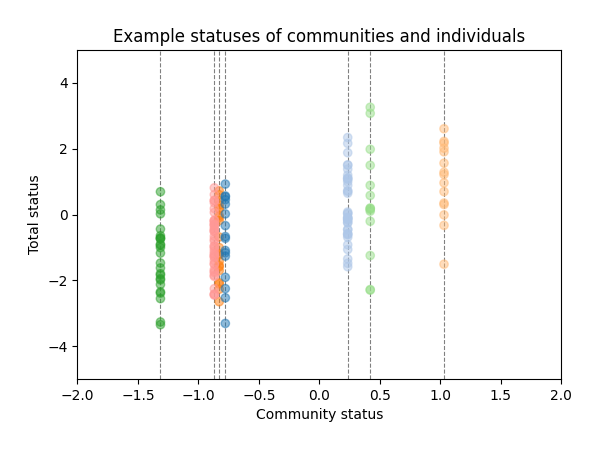 Example statuses of communities and individuals
Total status
4
2
0
−2
−4
−2.0 −1.5 −1.0 −0.5 0.0 0.5 1.0 1.5 2.0
Community status